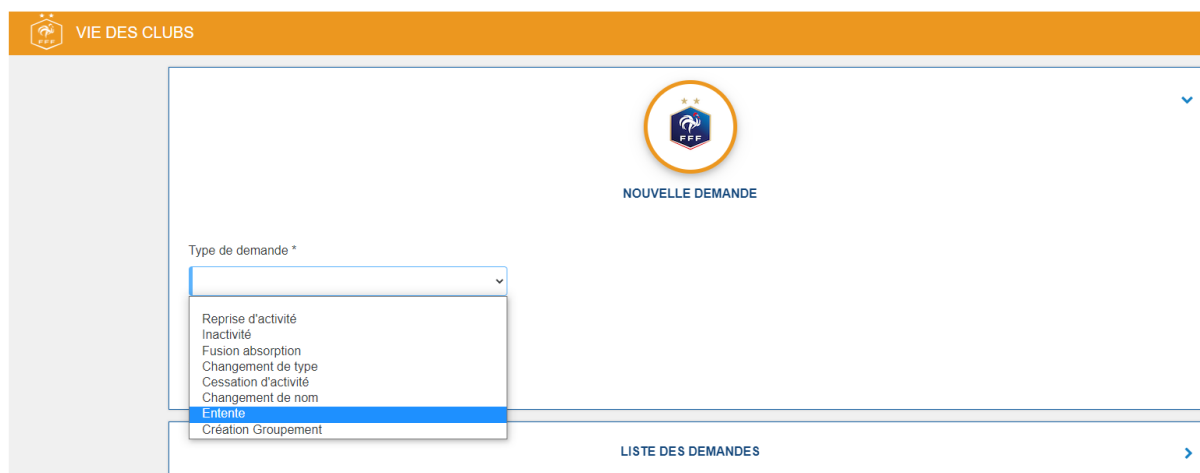 FFF
VIE DES CLUBS
FFF
NOUVELLE DEMANDE
Type de demande *
Reprise d'activité
Inactivité
Fusion absorption
Changement de type
Cessation d'activité
Changement de nom
Entente
Création Groupement
LISTE DES DEMANDES